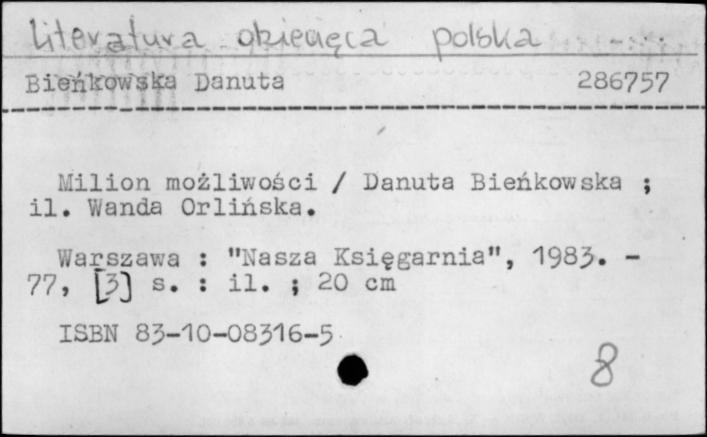 Literatura dziecięca polska
Bieńkowska Danuta 286757
Milion możliwości / Danuta Bieńkowska ;
il. Wanda Orlińska.
Warszawa : "Nasza Księgarnia", 1983. -
77, [3] s. : il. ; 20 cm
ISBN 83-10-08316-5
8